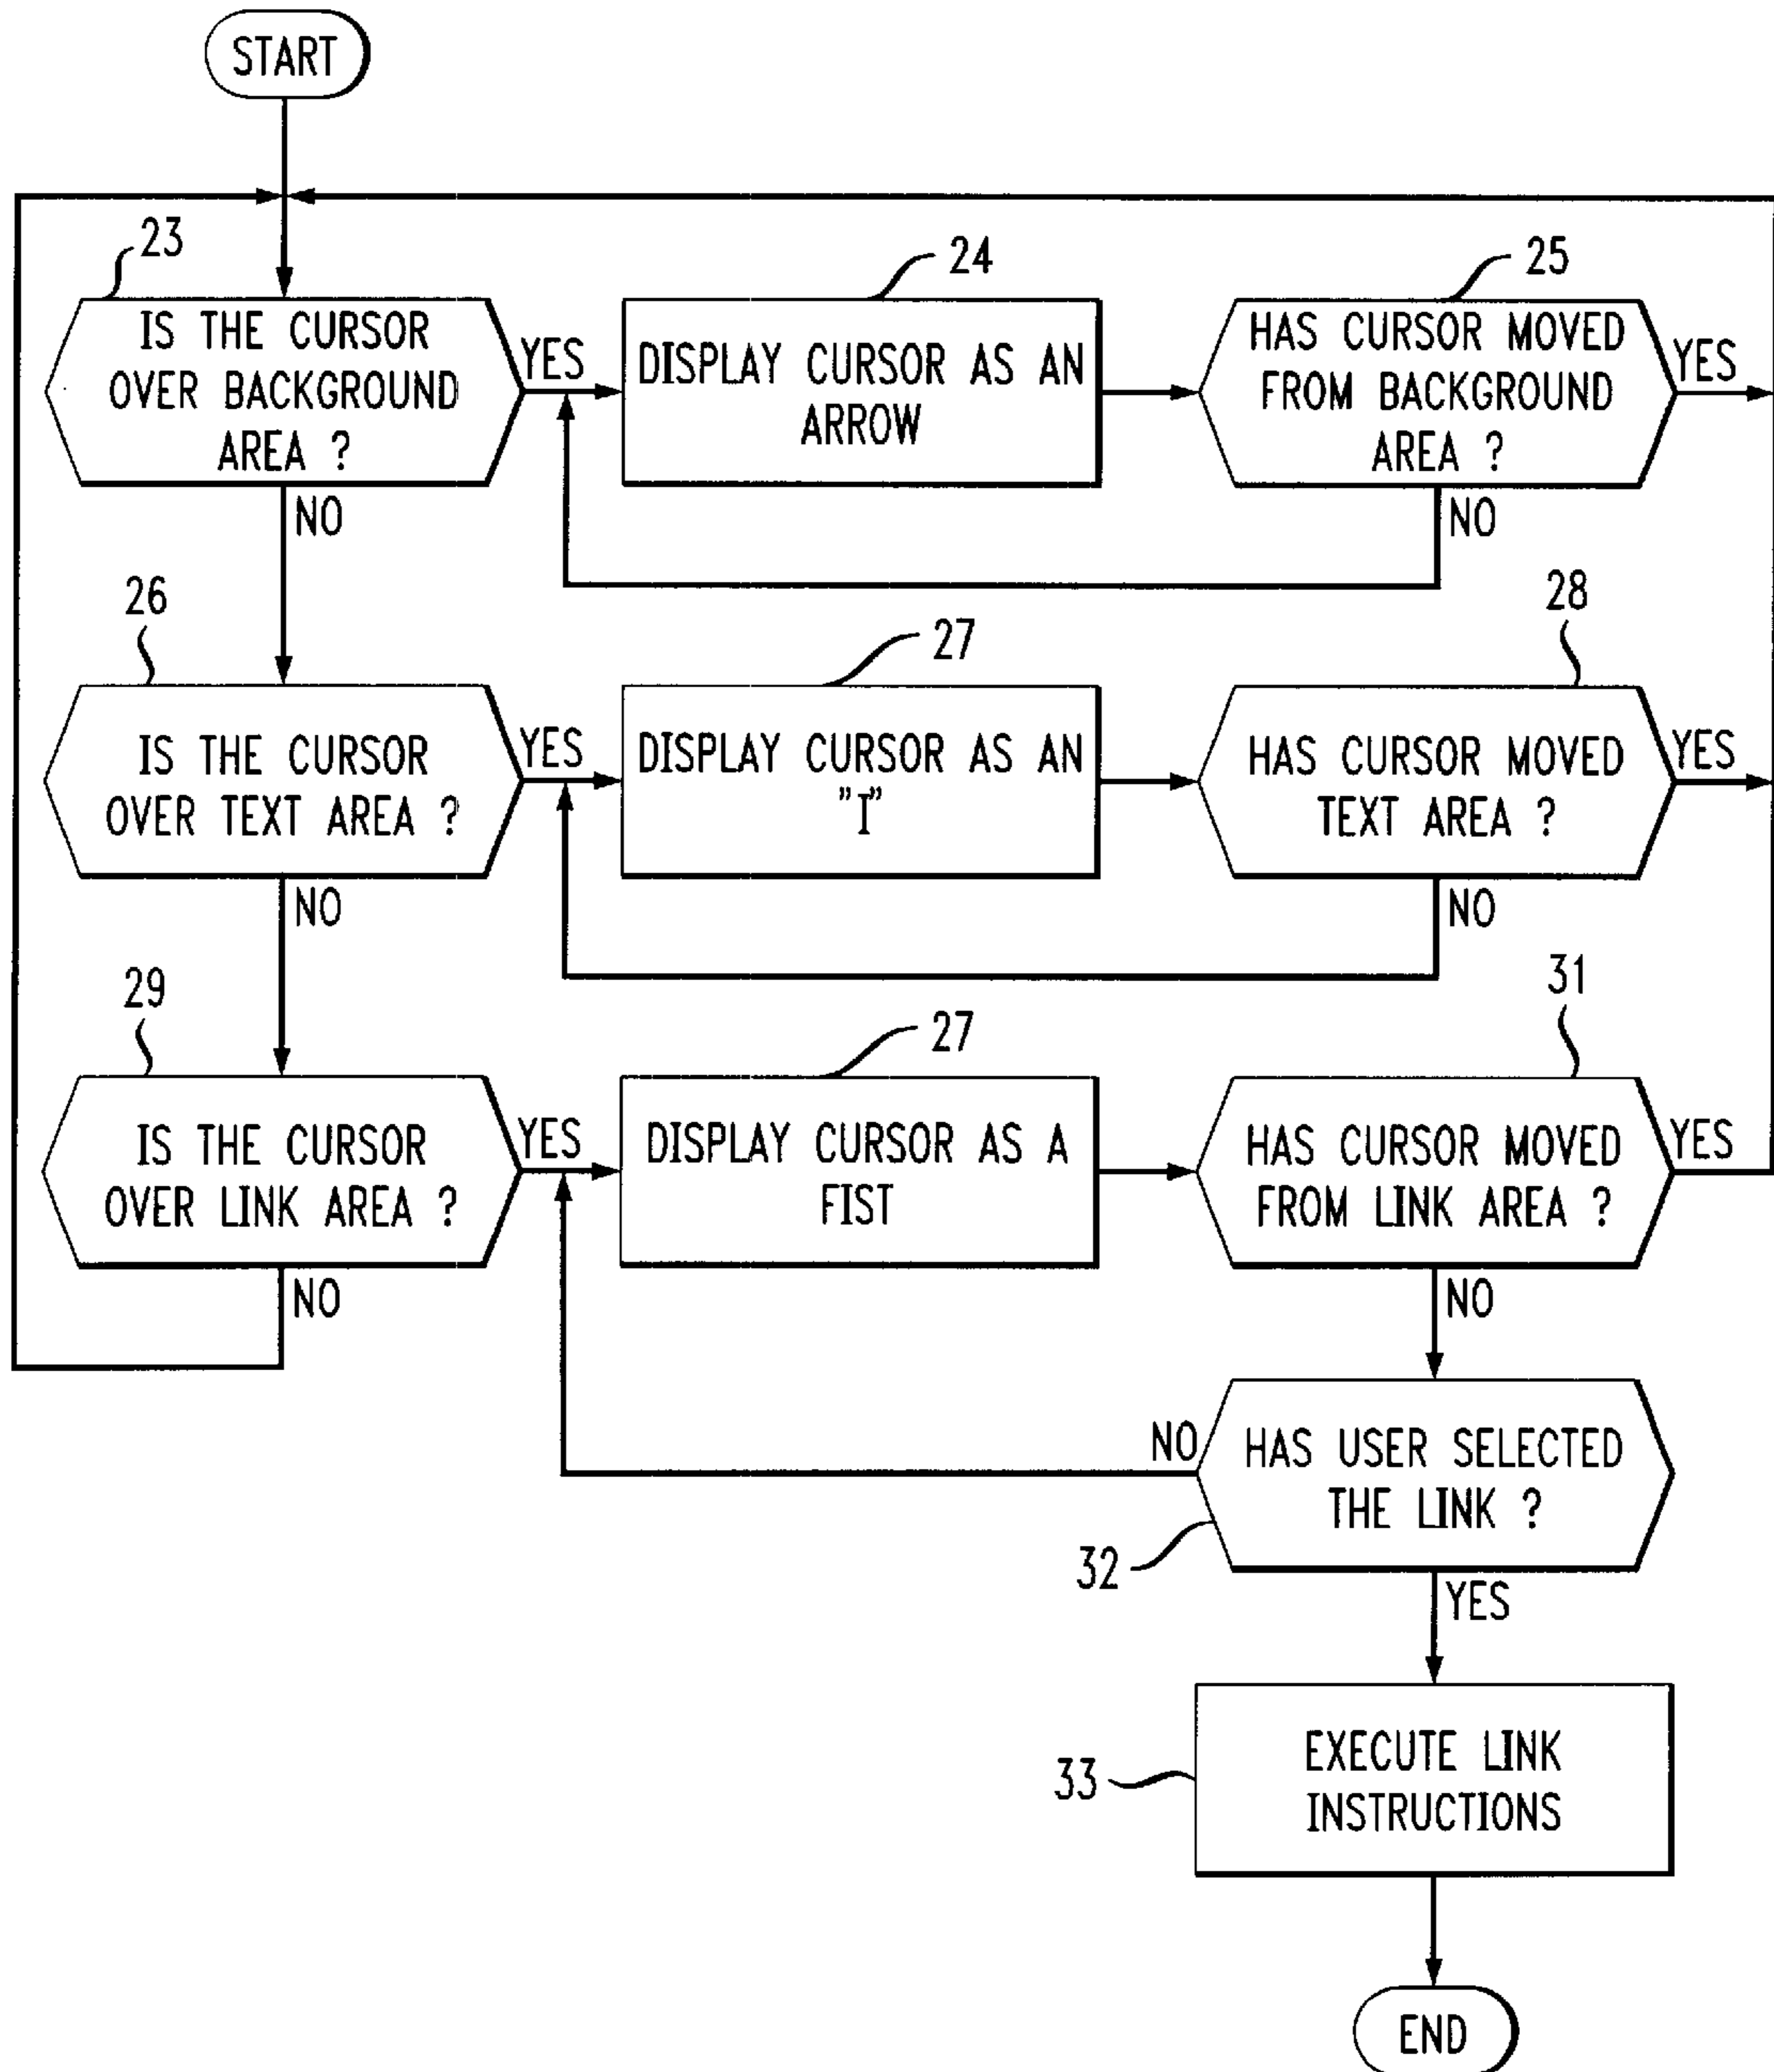 START
23
IS THE CURSOR
OVER BACKGROUND
AREA ?
YES
NO
24
DISPLAY CURSOR AS AN
ARROW
25
HAS CURSOR MOVED
FROM BACKGROUND
AREA ?
YES
NO
26
IS THE CURSOR
OVER TEXT AREA ?
YES
NO
27
DISPLAY CURSOR AS AN
"I"
28
HAS CURSOR MOVED
TEXT AREA ?
YES
NO
29
IS THE CURSOR
OVER LINK AREA ?
YES
NO
27
DISPLAY CURSOR AS A
FIST
31
HAS CURSOR MOVED
FROM LINK AREA ?
YES
NO
32
HAS USER SELECTED
THE LINK ?
NO
YES
33
EXECUTE LINK
INSTRUCTIONS
END